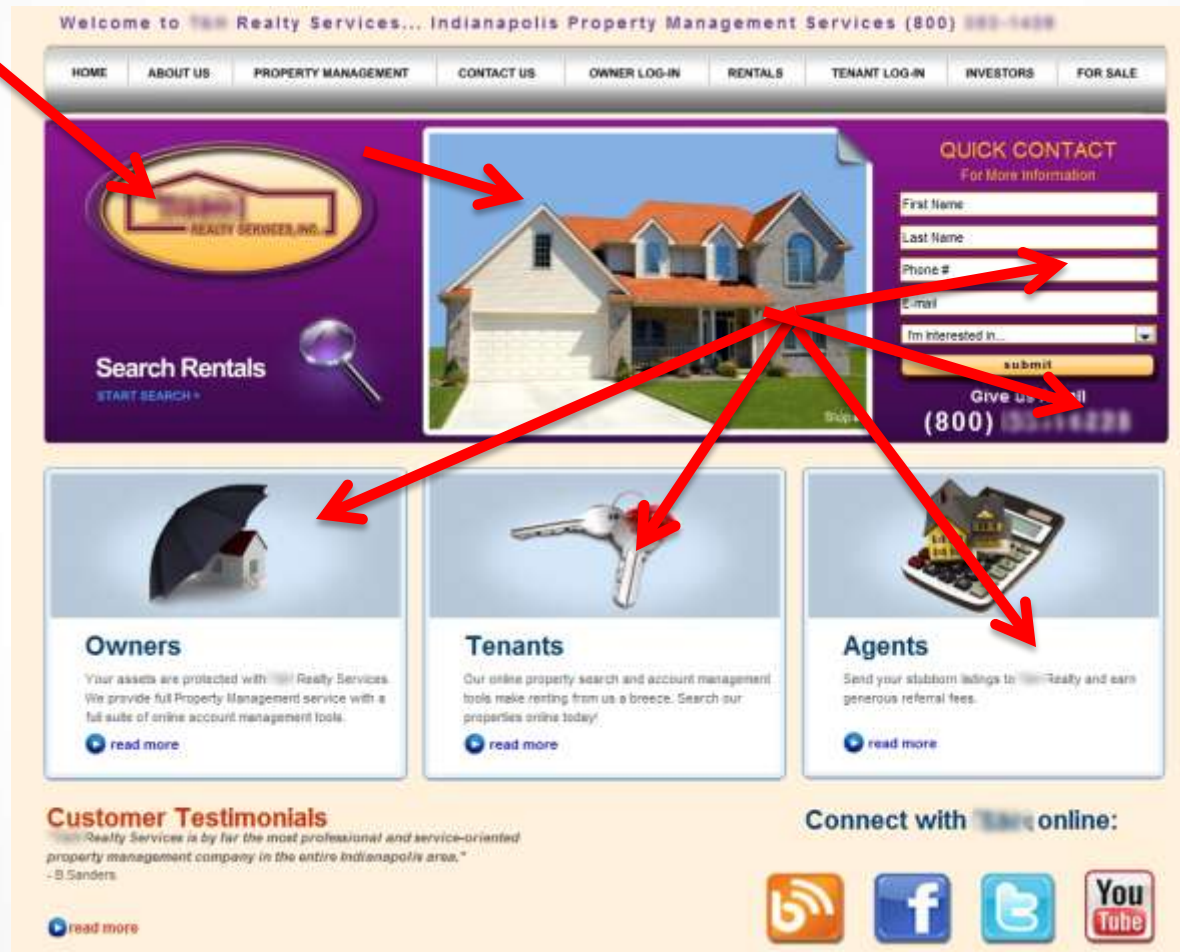 Welcome to Realty Services... Indianapolis Property Management Services (800)
HOME ABOUT US PROPERTY MANAGEMENT CONTACT US OWNER LOG-IN RENTALS TENANT LOG-IN INVESTORS FOR SALE
REALTY SERVICES, INC.
Search Rentals
START SEARCH
QUICK CONTACT
For More Information
First Name
Last Name
Phone #
E-mail
I'm Interested in...
submit
Give us
(800)
Owners
Your assets are protected with Realty Services.
We provide full Property Management service with a
full suite of online account management tools.
read more
Tenants
Our online property search and account management
tools make renting from us a breeze. Search our
properties online today!
read more
Agents
Send your stubborn listings to Realty and earn
generous referral fees.
read more
Customer Testimonials
Realty Services is by far the most professional and service-oriented
property management company in the entire Indianapolis area."
- B.Sanders
read more
Connect with online:
b f t You Tube